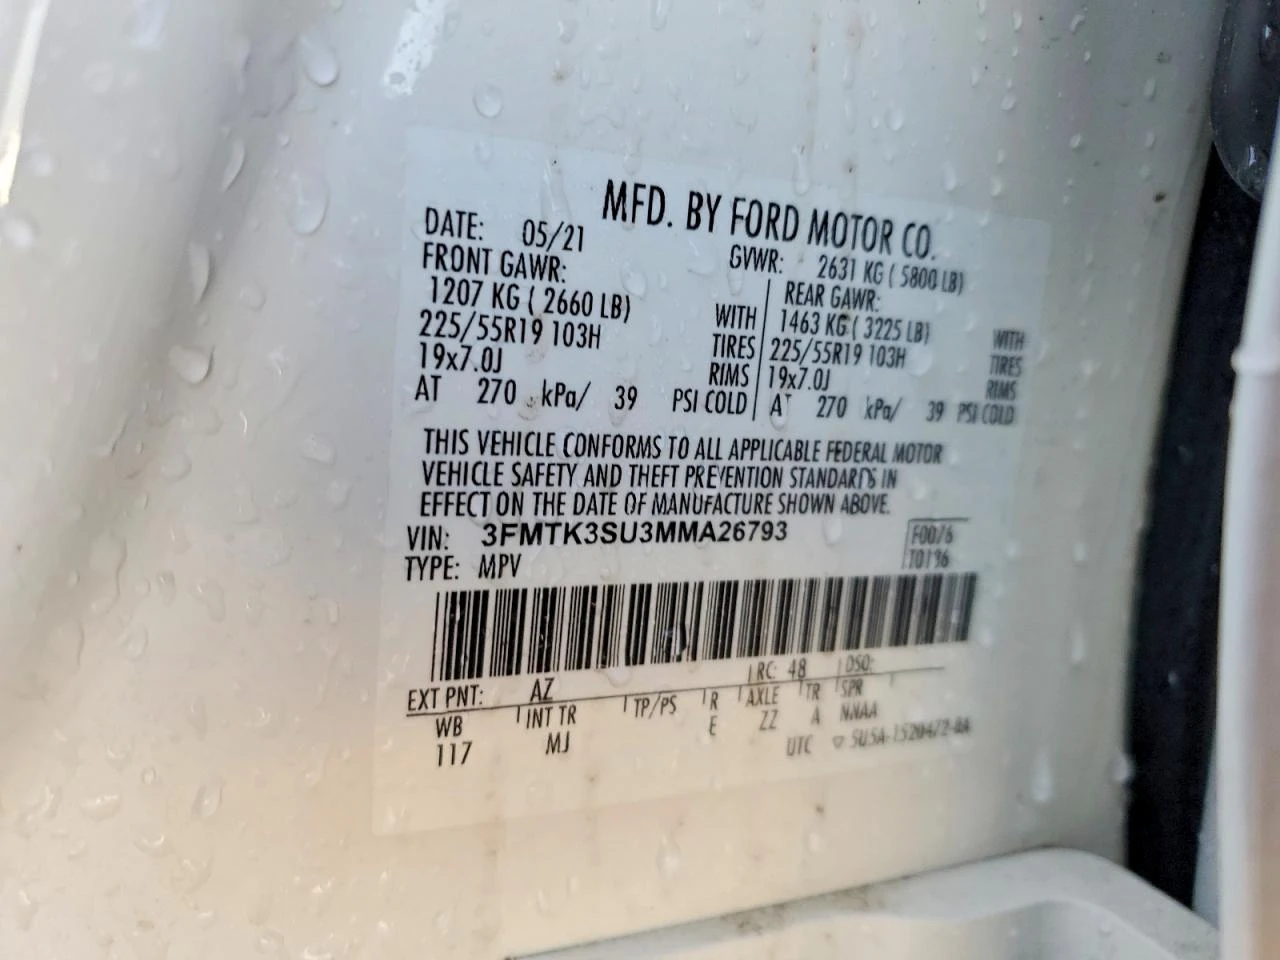 MFD. BY FORD MOTOR CO.
DATE: 05/21 GVWR: 2631 KG ( 5800 LB)
FRONT GAWR: REAR GAWR:
1207 KG ( 2660 LB) WITH 1463 KG ( 3225 LB) WITH
225/55R19 103H TIRES 225/55R19 103H TIRES
19x7.0J RIMS 19x7.0J RIMS
AT 270 kPa/ 39 PSI COLD AT 270 kPa/ 39 PSI COLD
THIS VEHICLE CONFORMS TO ALL APPLICABLE FEDERAL MOTOR
VEHICLE SAFETY AND THEFT PREVENTION STANDARDS IN
EFFECT ON THE DATE OF MANUFACTURE SHOWN ABOVE.
VIN: 3FMTK3SU3MMA26793 F0076
TYPE: MPV T0196
EXT PNT: AZ RC: 48 DSO:
WB INT TR TP/PS R AXLE TR SPR
117 MJ E ZZ A NNAA
UTC